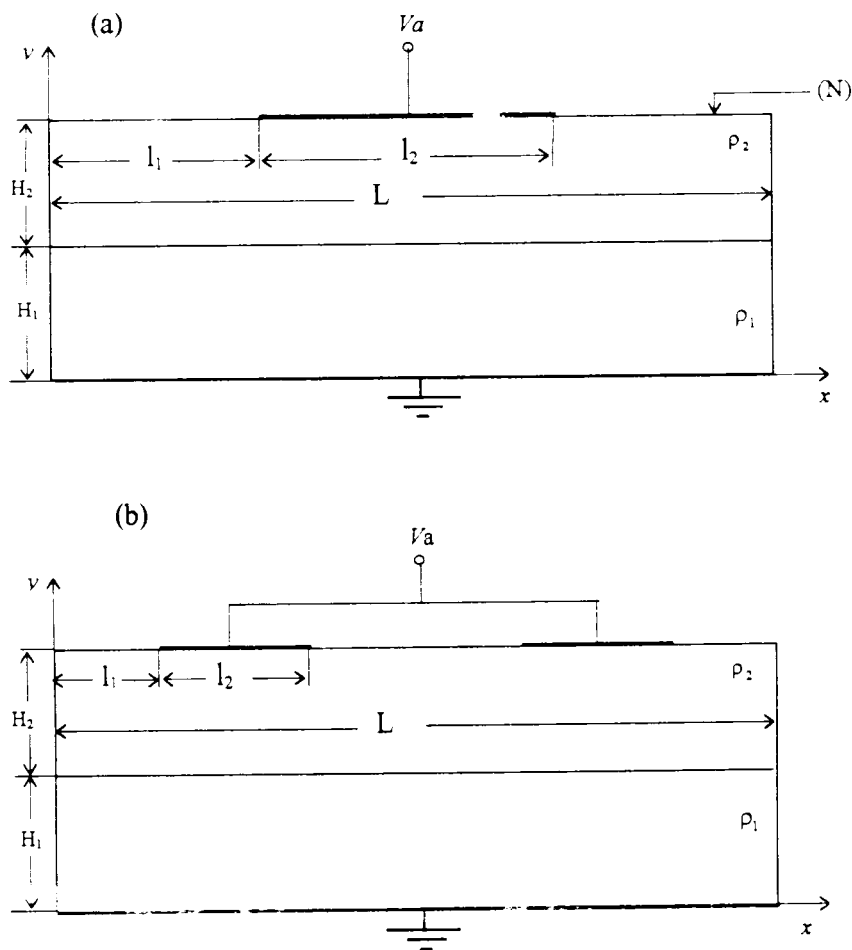 (a)
Va
v
(N)
ρ₂
l₁
l₂
H₂
L
H₁
ρ₁
x
(b)
Va
v
ρ₂
l₁
l₂
H₂
L
H₁
ρ₁
x